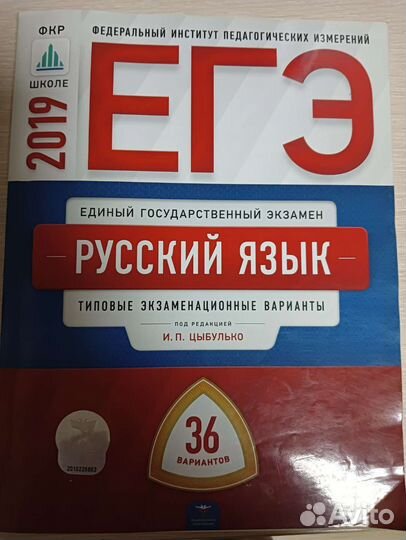 ФКР
ШКОЛЕ
ФЕДЕРАЛЬНЫЙ ИНСТИТУТ ПЕДАГОГИЧЕСКИХ ИЗМЕРЕНИЙ
2019
ЕГЭ
ЕДИНЫЙ ГОСУДАРСТВЕННЫЙ ЭКЗАМЕН
РУССКИЙ ЯЗЫК
ТИПОВЫЕ ЭКЗАМЕНАЦИОННЫЕ ВАРИАНТЫ
ПОД РЕДАКЦИЕЙ
И. П. ЦЫБУЛЬКО
36
ВАРИАНТОВ
Avito